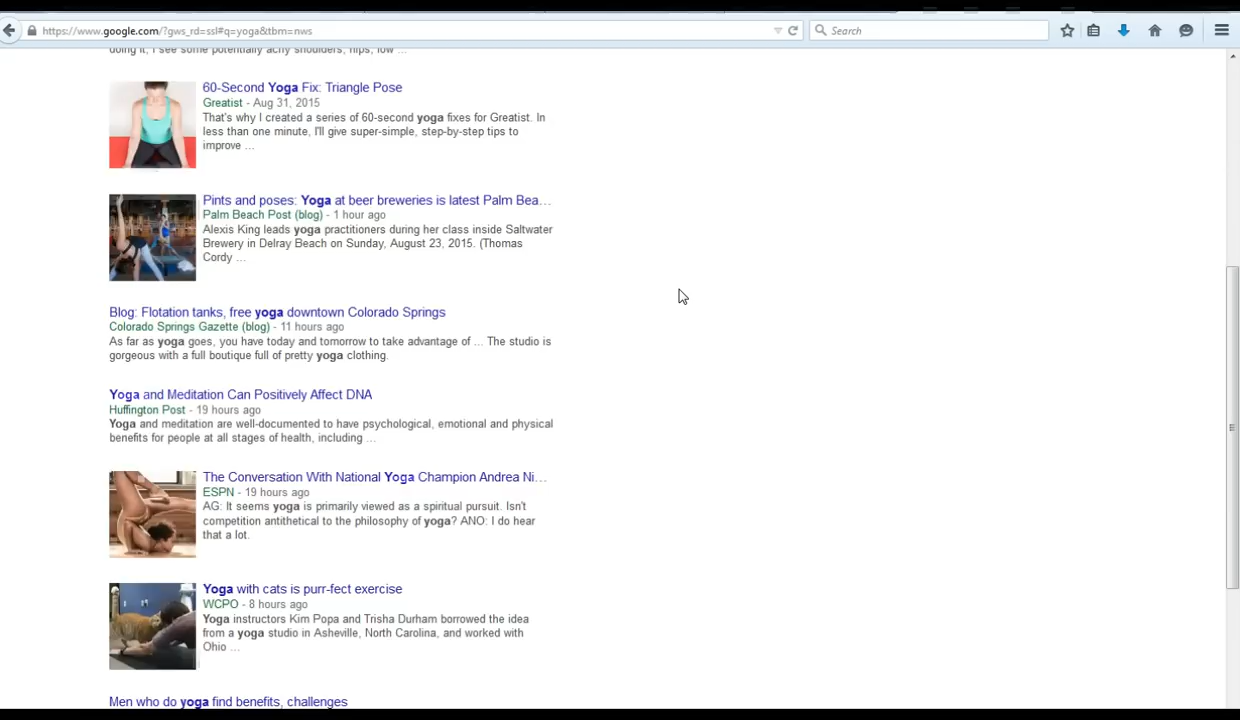 https://www.google.com/?gws_rd=ssl#q=yoga&tbm=nws
Search
doing it, I see some potentially achy shoulders, hips, low ...
60-Second Yoga Fix: Triangle Pose
Greatist - Aug 31, 2015
That's why I created a series of 60-second yoga fixes for Greatist. In
less than one minute, I'll give super-simple, step-by-step tips to
improve ...
Pints and poses: Yoga at beer breweries is latest Palm Bea...
Palm Beach Post (blog) - 1 hour ago
Alexis King leads yoga practitioners during her class inside Saltwater
Brewery in Delray Beach on Sunday, August 23, 2015. (Thomas
Cordy ...
Blog: Flotation tanks, free yoga downtown Colorado Springs
Colorado Springs Gazette (blog) - 11 hours ago
As far as yoga goes, you have today and tomorrow to take advantage of ... The studio is
gorgeous with a full boutique full of pretty yoga clothing.
Yoga and Meditation Can Positively Affect DNA
Huffington Post - 19 hours ago
Yoga and meditation are well-documented to have psychological, emotional and physical
benefits for people at all stages of health, including ...
The Conversation With National Yoga Champion Andrea Ni...
ESPN - 19 hours ago
AG: It seems yoga is primarily viewed as a spiritual pursuit. Isn't
competition antithetical to the philosophy of yoga? ANO: I do hear
that a lot.
Yoga with cats is purr-fect exercise
WCPO - 8 hours ago
Yoga instructors Kim Popa and Trisha Durham borrowed the idea
from a yoga studio in Asheville, North Carolina, and worked with
Ohio ...
Men who do yoga find benefits, challenges